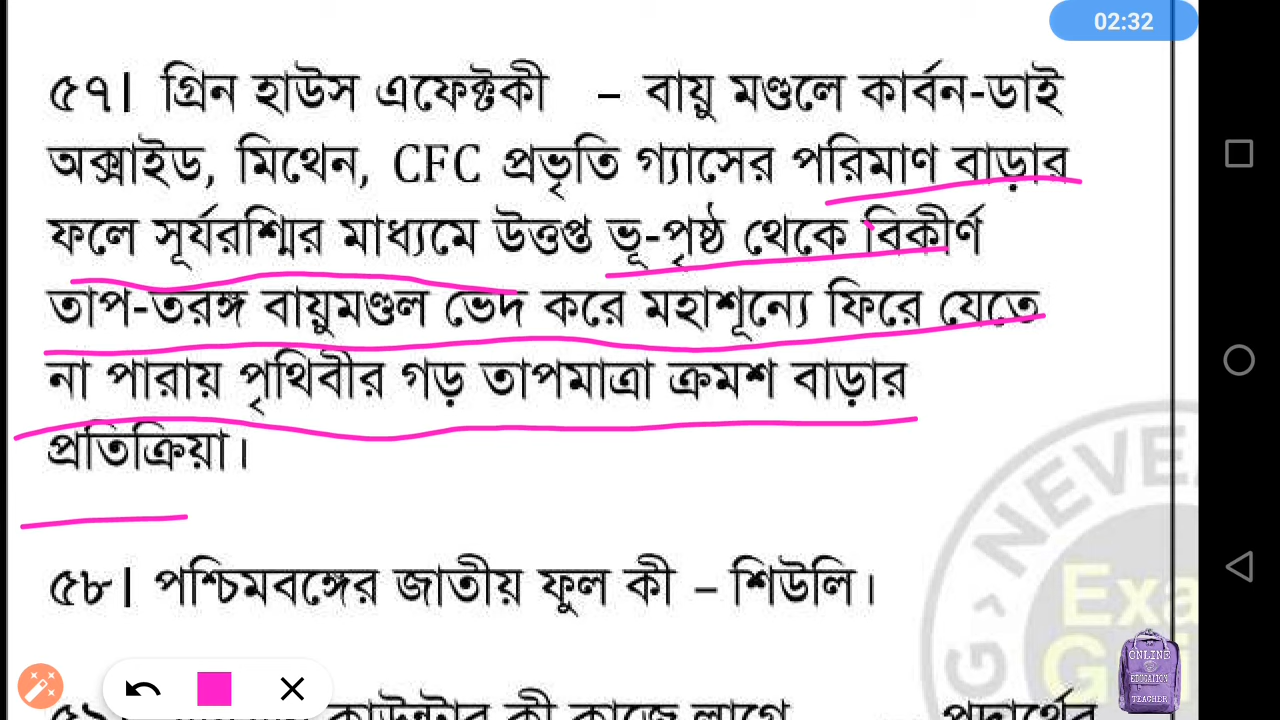 02:32
৫৭। গ্রিন হাউস এফেক্টকী – বায়ু মণ্ডলে কার্বন-ডাই
অক্সাইড, মিথেন, CFC প্রভৃতি গ্যাসের পরিমাণ বাড়ার
ফলে সূর্যরশ্মির মাধ্যমে উত্তপ্ত ভূ-পৃষ্ঠ থেকে বিকীর্ণ
তাপ-তরঙ্গ বায়ুমণ্ডল ভেদ করে মহাশূন্যে ফিরে যেতে
না পারায় পৃথিবীর গড় তাপমাত্রা ক্রমশ বাড়ার
প্রতিক্রিয়া।
৫৮। পশ্চিমবঙ্গের জাতীয় ফুল কী – শিউলি।
কাউন্টার কী কাজে লাগে – পদার্থের
ONLINE
EDUCATION
TEACHER